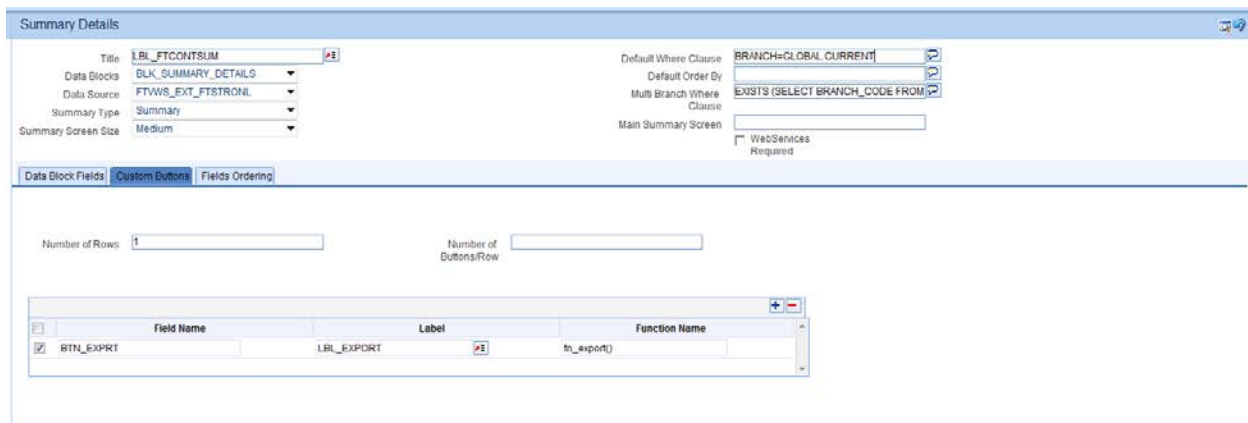 Summary Details
Title LBL_FTCONTSUM
Data Blocks BLK_SUMMARY_DETAILS
Data Source FTVWS_EXT_FTSTRONL
Summary Type Summary
Summary Screen Size Medium
Default Where Clause BRANCH=GLOBAL.CURRENT
Default Order By
Multi Branch Where Clause EXISTS (SELECT BRANCH_CODE FROM
Main Summary Screen
WebServices Required
Data Block Fields Custom Buttons Fields Ordering
Number of Rows 1
Number of Buttons/Row
Field Name Label Function Name
BTN_EXPRT LBL_EXPORT fn_export()